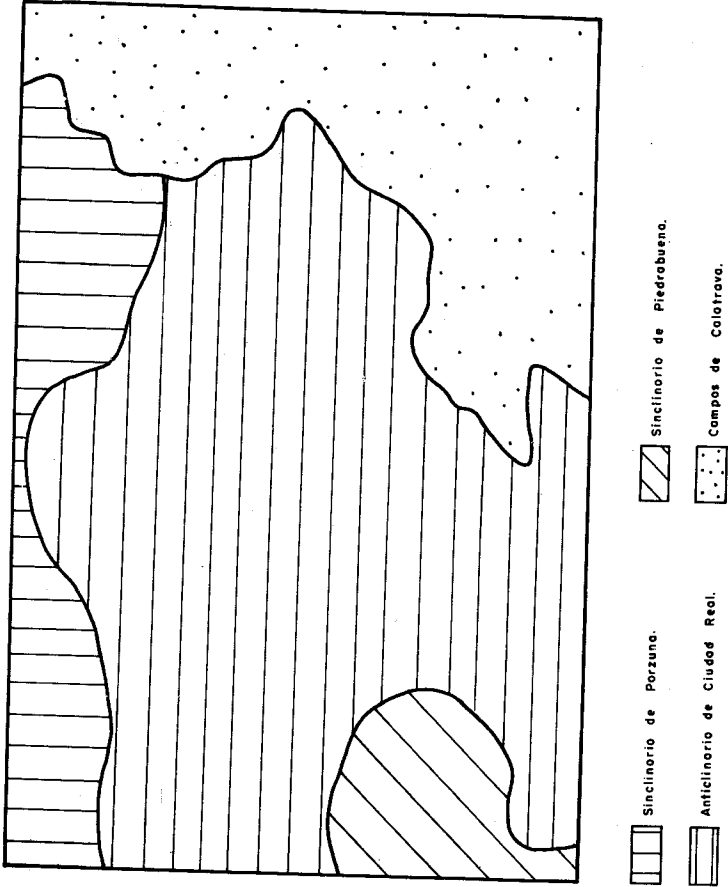 Sinclinorio de Porzuna.
Anticlinorio de Ciudad Real.
Sinclinorio de Piedrabuena.
Campos de Calatrava.